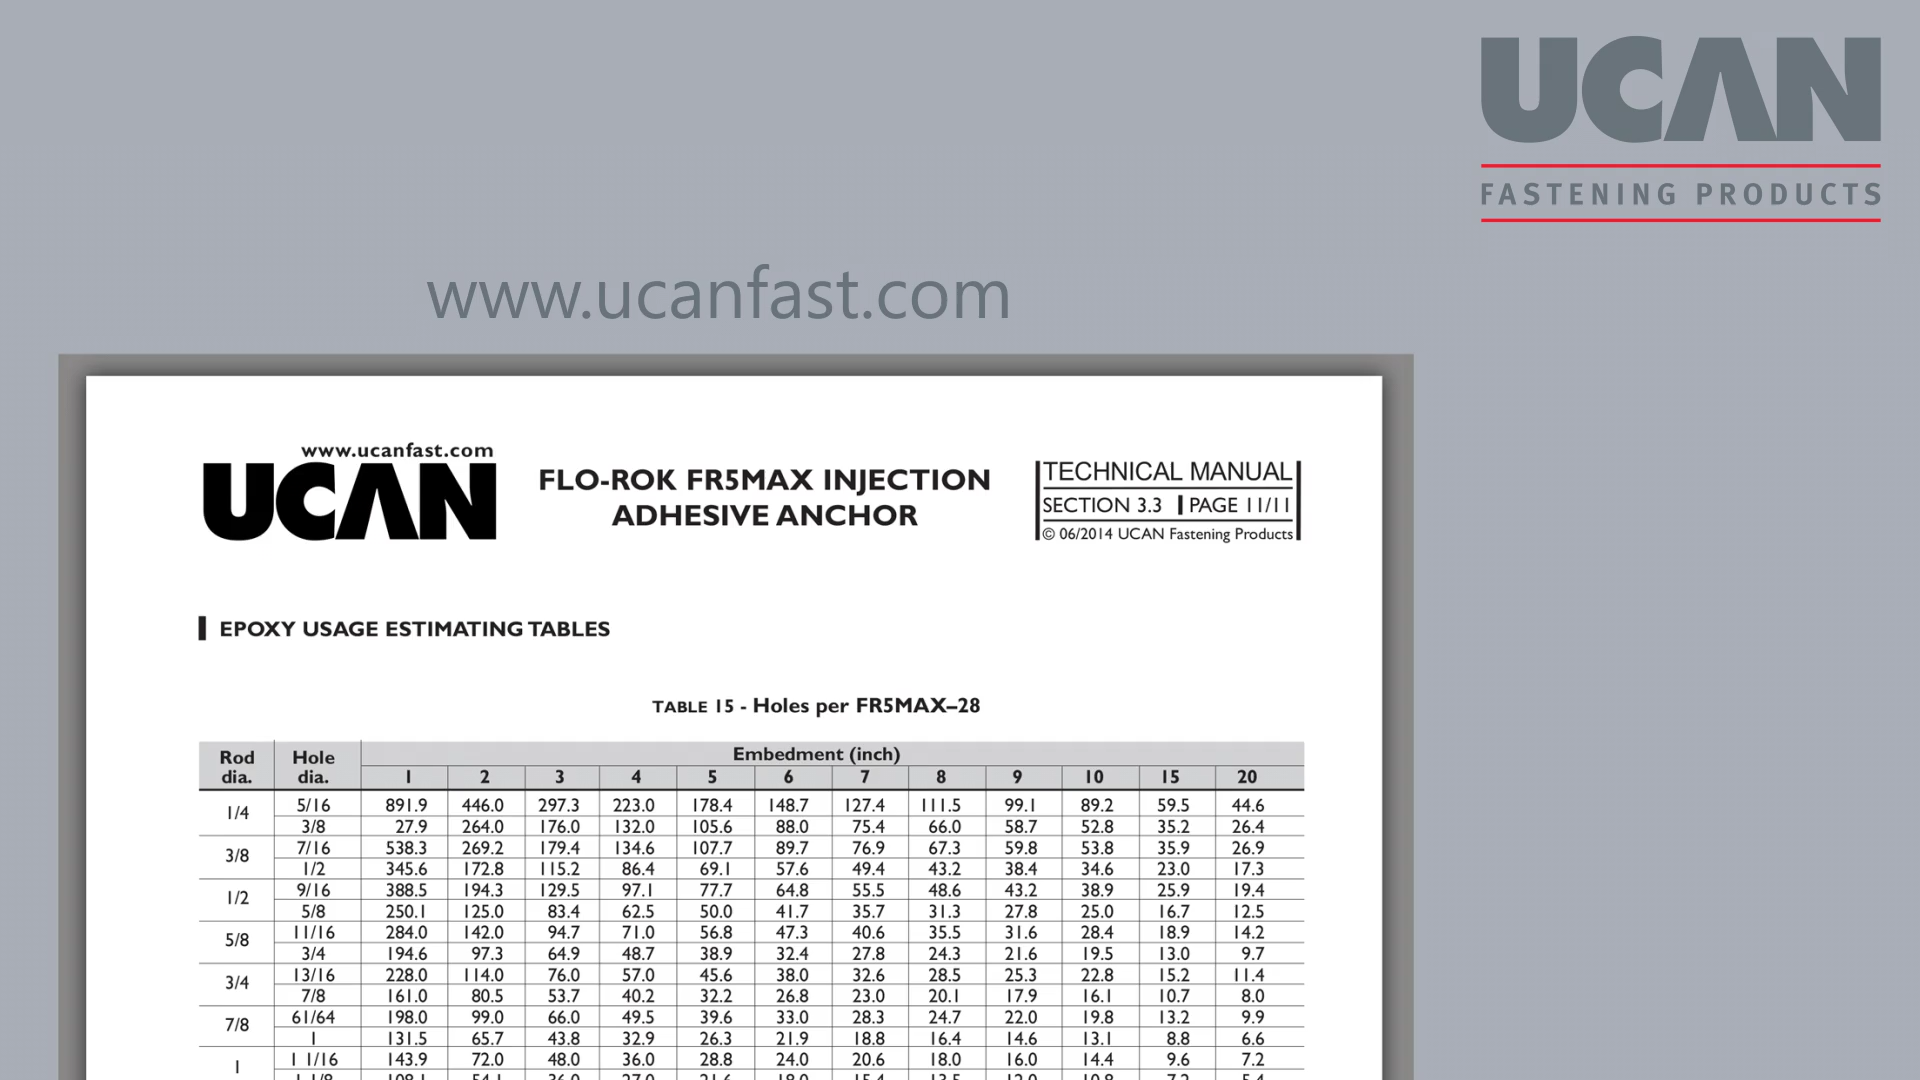 UCAN
FASTENING PRODUCTS
www.ucanfast.com
www.ucanfast.com
UCAN
FLO-ROK FR5MAX INJECTION
ADHESIVE ANCHOR
TECHNICAL MANUAL
SECTION 3.3 PAGE 11/11
© 06/2014 UCAN Fastening Products
EPOXY USAGE ESTIMATING TABLES
TABLE 15 - Holes per FR5MAX–28
Rod dia. Hole dia. Embedment (inch)
1 2 3 4 5 6 7 8 9 10 15 20
1/4 5/16 891.9 446.0 297.3 223.0 178.4 148.7 127.4 111.5 99.1 89.2 59.5 44.6
3/8 27.9 264.0 176.0 132.0 105.6 88.0 75.4 66.0 58.7 52.8 35.2 26.4
3/8 7/16 538.3 269.2 179.4 134.6 107.7 89.7 76.9 67.3 59.8 53.8 35.9 26.9
1/2 345.6 172.8 115.2 86.4 69.1 57.6 49.4 43.2 38.4 34.6 23.0 17.3
1/2 9/16 388.5 194.3 129.5 97.1 77.7 64.8 55.5 48.6 43.2 38.9 25.9 19.4
5/8 250.1 125.0 83.4 62.5 50.0 41.7 35.7 31.3 27.8 25.0 16.7 12.5
5/8 11/16 284.0 142.0 94.7 71.0 56.8 47.3 40.6 35.5 31.6 28.4 18.9 14.2
3/4 194.6 97.3 64.9 48.7 38.9 32.4 27.8 24.3 21.6 19.5 13.0 9.7
3/4 13/16 228.0 114.0 76.0 57.0 45.6 38.0 32.6 28.5 25.3 22.8 15.2 11.4
7/8 161.0 80.5 53.7 40.2 32.2 26.8 23.0 20.1 17.9 16.1 10.7 8.0
7/8 61/64 198.0 99.0 66.0 49.5 39.6 33.0 28.3 24.7 22.0 19.8 13.2 9.9
1 131.5 65.7 43.8 32.9 26.3 21.9 18.8 16.4 14.6 13.1 8.8 6.6
1 1 1/16 143.9 72.0 48.0 36.0 28.8 24.0 20.6 18.0 16.0 14.4 9.6 7.2